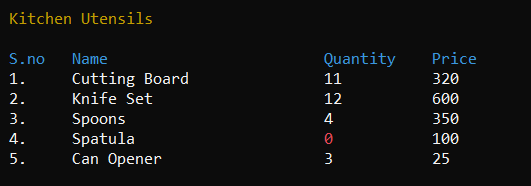 Kitchen Utensils
S.no Name Quantity Price
1. Cutting Board 11 320
2. Knife Set 12 600
3. Spoons 4 350
4. Spatula 0 100
5. Can Opener 3 25